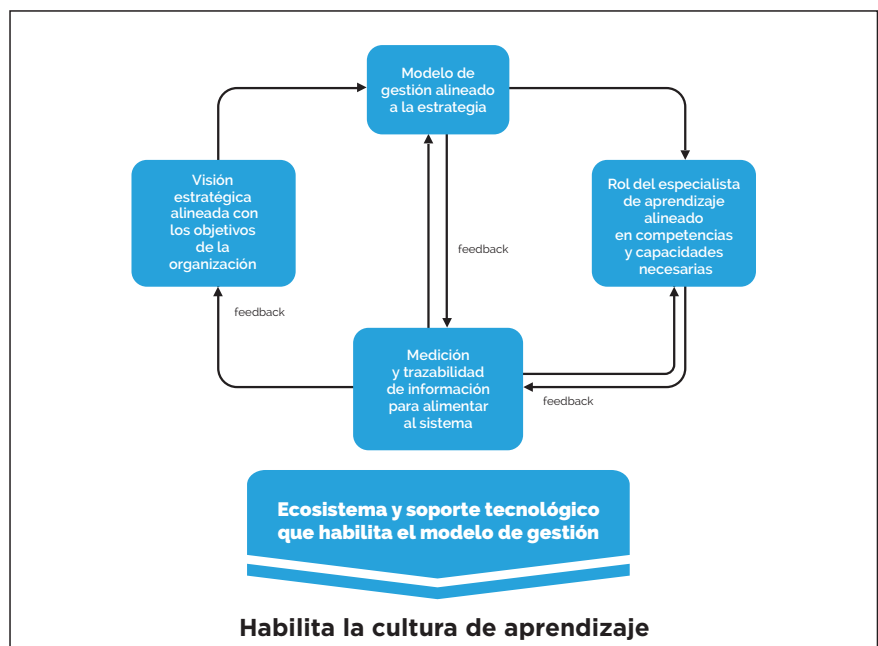 Modelo de
gestión alineado
a la estrategia
Visión
estratégica
alineada con
los objetivos
de la
organización
Rol del especialista
de aprendizaje
alineado
en competencias
y capacidades
necesarias
feedback
feedback
Medición
y trazabilidad
de información
para alimentar
al sistema
feedback
Ecosistema y soporte tecnológico
que habilita el modelo de gestión
Habilita la cultura de aprendizaje